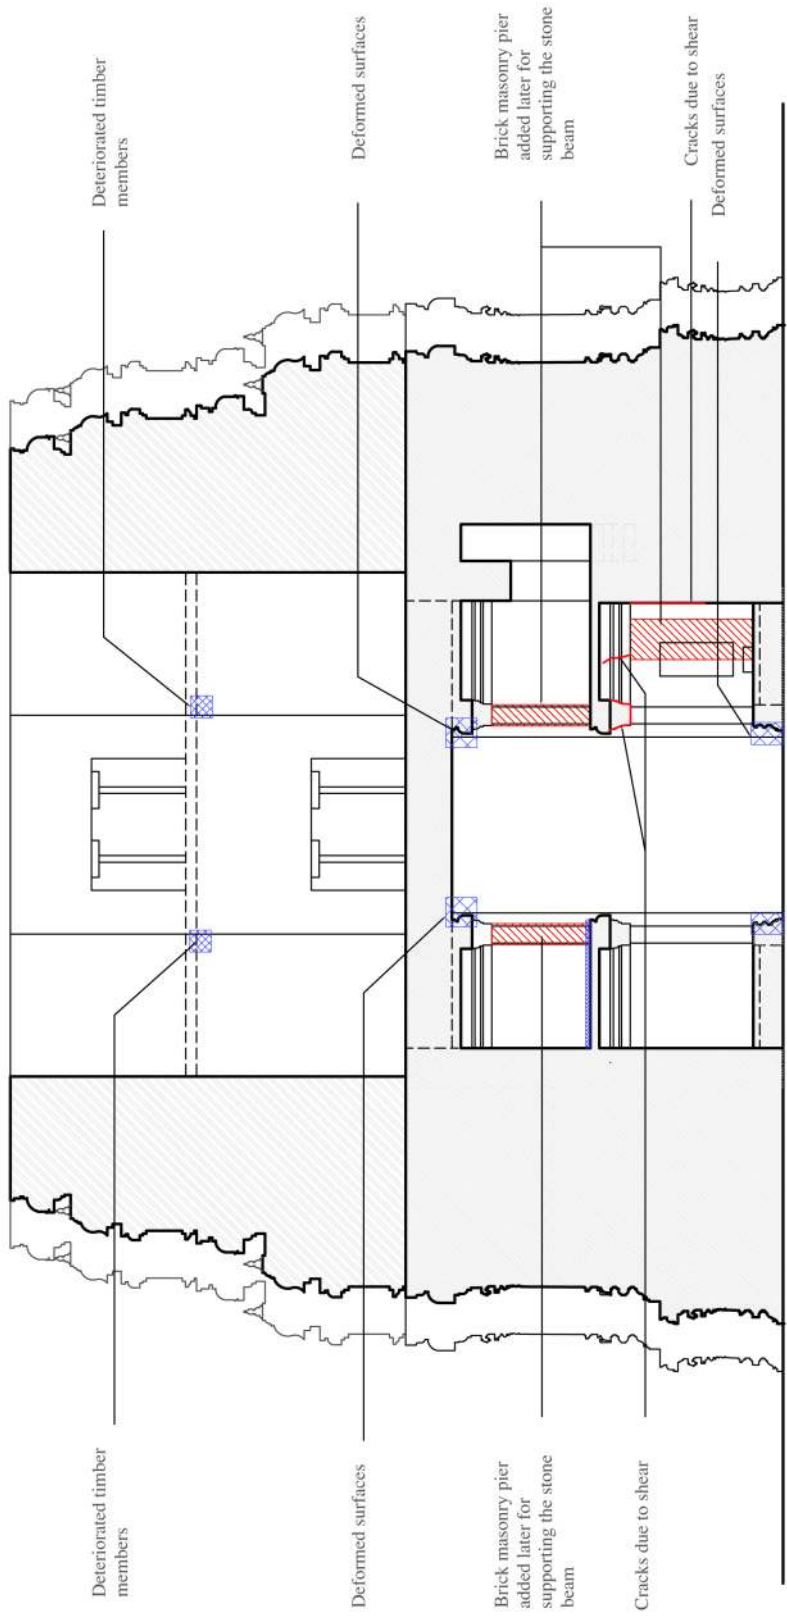 Deteriorated timber
members
Deformed surfaces
Brick masonry pier
added later for
supporting the stone
beam
Cracks due to shear
Deformed surfaces
Deteriorated timber
members
Deformed surfaces
Brick masonry pier
added later for
supporting the stone
beam
Cracks due to shear